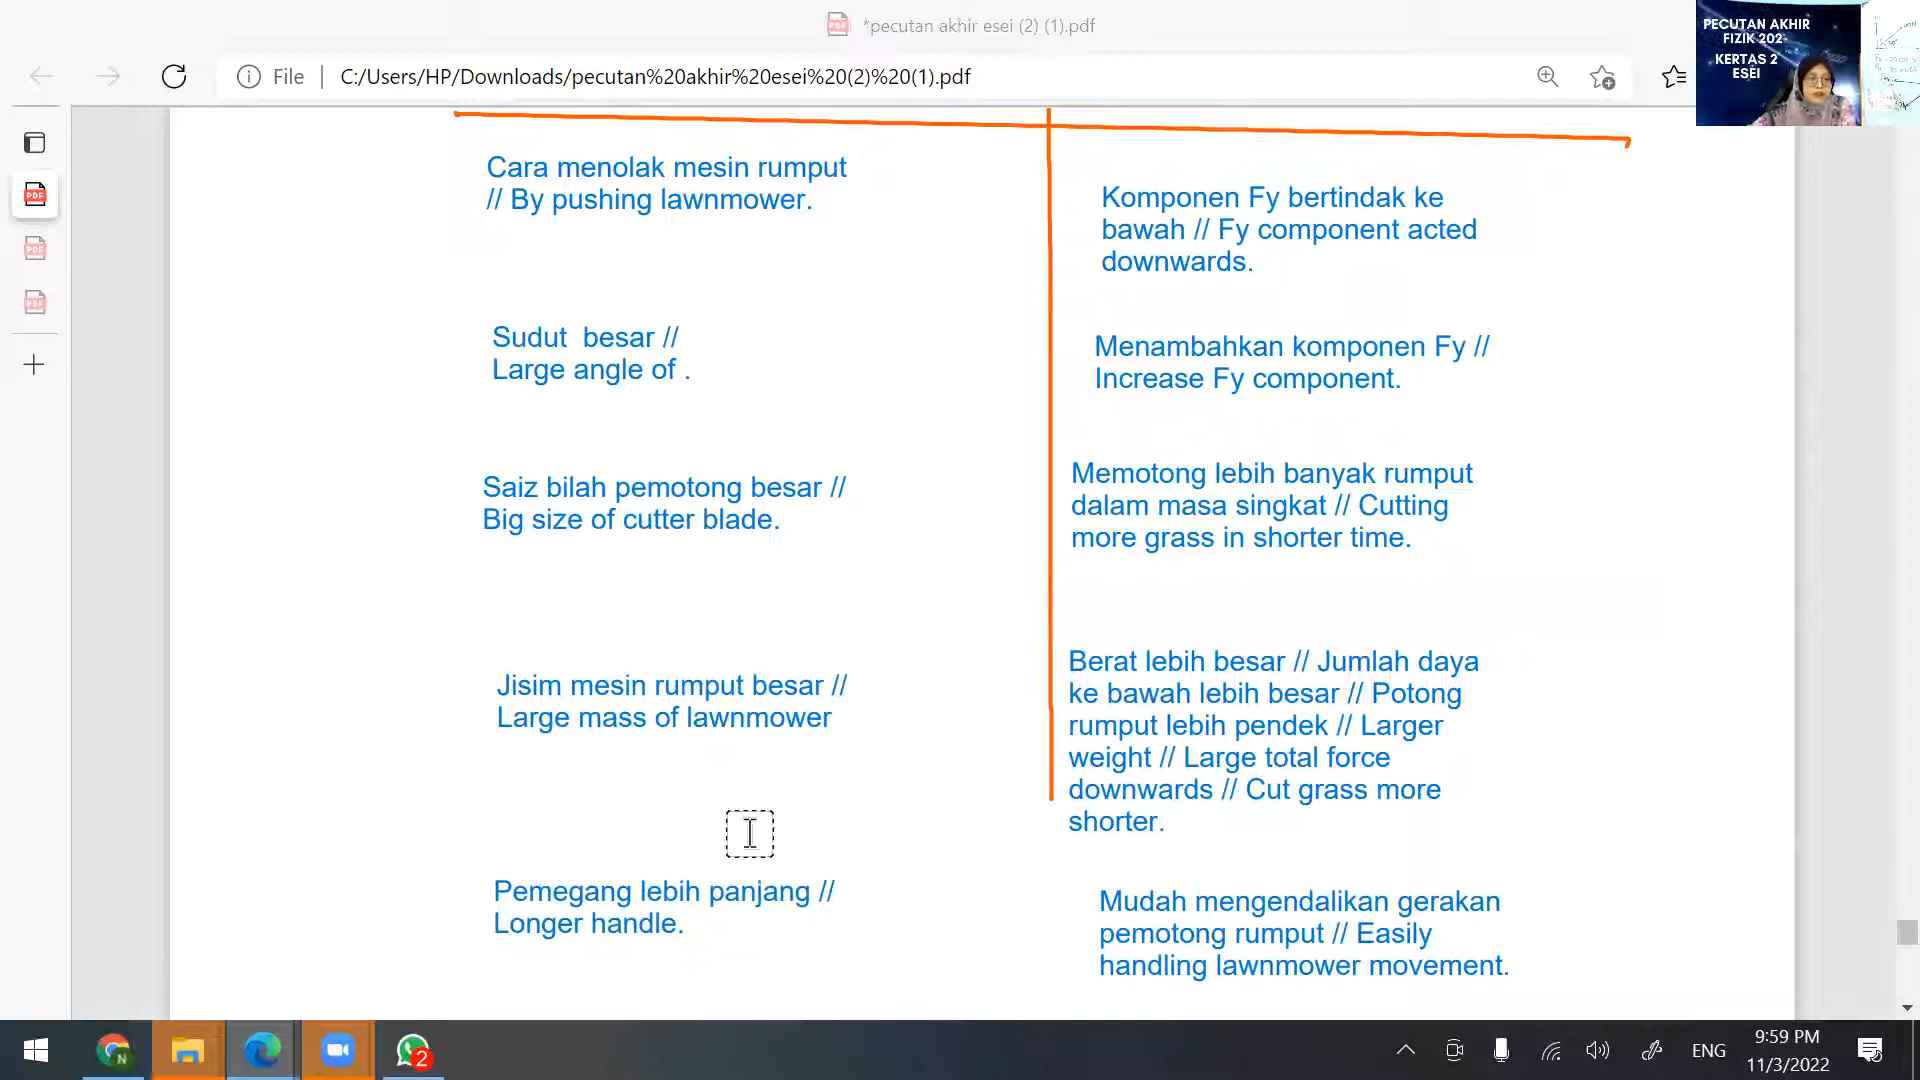 *pecutan akhir esei (2) (1).pdf
File
C:/Users/HP/Downloads/pecutan%20akhir%20esei%20(2)%20(1).pdf
PECUTAN AKHIR
FIZIK 202
KERTAS 2
ESEI
Cara menolak mesin rumput
// By pushing lawnmower.
Komponen Fy bertindak ke
bawah // Fy component acted
downwards.
Sudut  besar //
Large angle of .
Menambahkan komponen Fy //
Increase Fy component.
Saiz bilah pemotong besar //
Big size of cutter blade.
Memotong lebih banyak rumput
dalam masa singkat // Cutting
more grass in shorter time.
Jisim mesin rumput besar //
Large mass of lawnmower
Berat lebih besar // Jumlah daya
ke bawah lebih besar // Potong
rumput lebih pendek // Larger
weight // Large total force
downwards // Cut grass more
shorter.
Pemegang lebih panjang //
Longer handle.
Mudah mengendalikan gerakan
pemotong rumput // Easily
handling lawnmower movement.
N
2
ENG
9:59 PM
11/3/2022